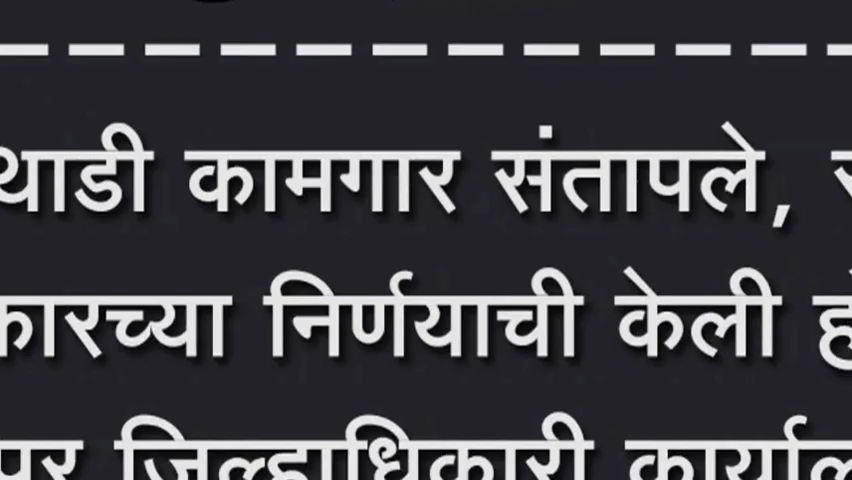 थाडी कामगार संतापले,
कारच्या निर्णयाची केली
पूर जिल्हाधिकारी कार्याल